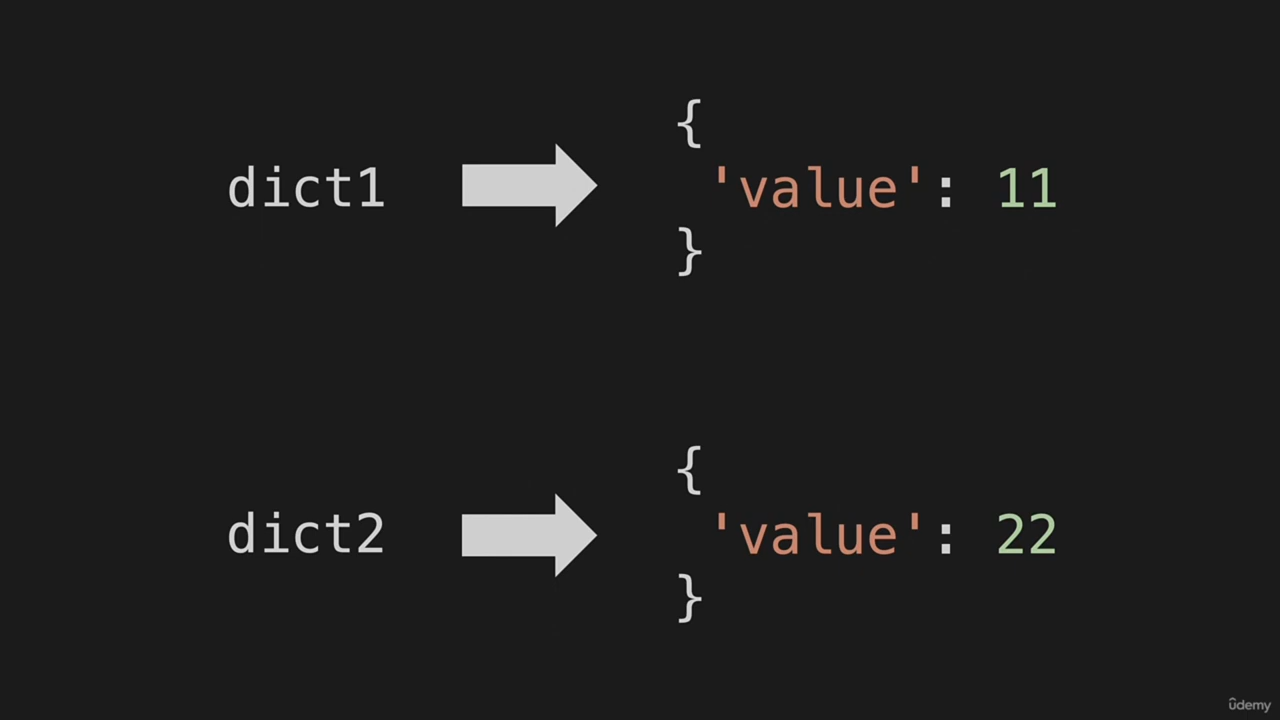 {
dict1 'value': 11
}
{
dict2 'value': 22
}
ûdemy